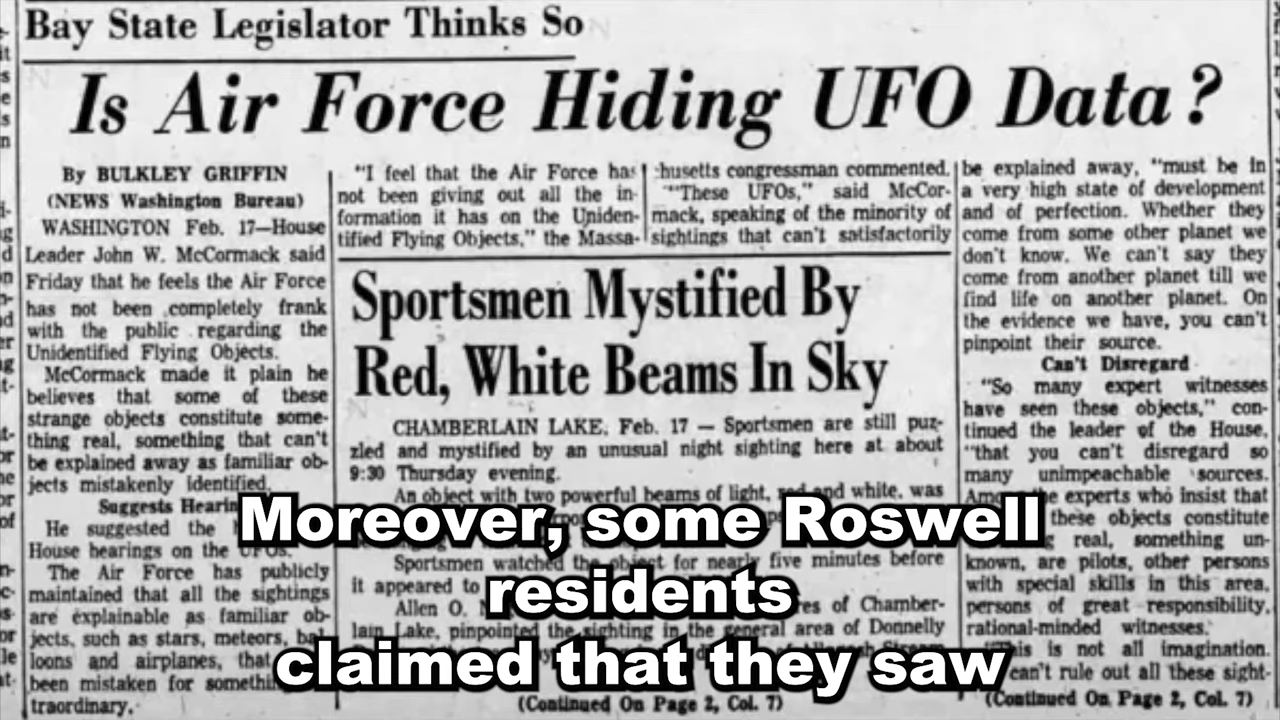 Bay State Legislator Thinks So
Is Air Force Hiding UFO Data?
By BULKLEY GRIFFIN
(NEWS Washington Bureau)
WASHINGTON Feb. 17—House
Leader John W. McCormack said
Friday that he feels the Air Force
has not been completely frank
with the public regarding the
Unidentified Flying Objects.
McCormack made it plain he
believes that some of these
strange objects constitute some-
thing real, something that can't
be explained away as familiar ob-
jects mistakenly identified.
Suggests
He suggested the
House hearings on the UFOs.
The Air Force has publicly
maintained that all the sightings
are explainable as familiar ob-
jects, such as stars, meteors,
loons and airplanes, that
been mistaken for
traordinary.
"I feel that the Air Force has
not been giving out all the in-
formation it has on the Uniden-
tified Flying Objects," the Massa-
chusetts congressman commented.
"These UFOs," said McCor-
mack, speaking of the minority of
sightings that can't satisfactorily
Sportsmen Mystified By
Red, White Beams In Sky
CHAMBERLAIN LAKE, Feb. 17 — Sportsmen are still puz-
zled and mystified by an unusual night sighting here at about
9:30 Thursday evening.
An object with two powerful beams of light, red and white, was
Sportsmen watched the object for nearly five minutes before
it appeared to
Allen O. of Chamber-
lain Lake, pinpointed the sighting in the general area of Donnelly
(Continued On Page 2, Col. 7)
be explained away, "must be in
a very high state of development
and of perfection. Whether they
come from some other planet we
don't know. We can't say they
come from another planet till we
find life on another planet. On
the evidence we have, you can't
pinpoint their source.
Can't Disregard
"So many expert witnesses
have seen these objects," con-
tinued the leader of the House,
"that you can't disregard so
many unimpeachable sources.
the experts who insist that
these objects constitute
real, something un-
known, are pilots, other persons
with special skills in this area,
persons of great responsibility,
rational-minded witnesses.
"This is not all imagination.
can't rule out all these sight-
(Continued On Page 2, Col. 7)
Moreover, some Roswell
residents
claimed that they saw